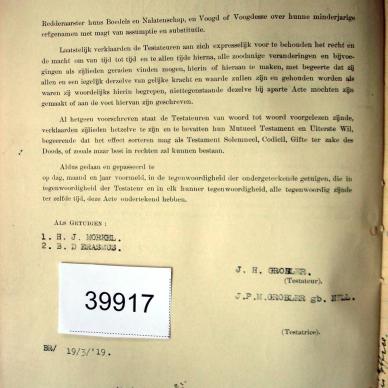 Redderaarster huns Boedels en Nalatenschap, en Voogd of Voogdesse over hunne minderjarige
erfgenamen met magt van assumptie en substitutie.
Laatstelijk verklaarden de Testateuren aan zich expresselijk voor te behouden het recht en
de macht om van tijd tot tijd en te allen tijde hierna, alle zoodanige veranderingen en bijvoe-
gingen als zijlieden geraden vinden mogen, hierbij of hieraan te maken, met begeerte dat zij
allen en een iegelijk derzelve van gelijke kracht en waarde zullen zijn en gehouden worden als
waren zij woordelijks hierin begrepen, niettegenstaande dezelve bij aparte Acte mochten zijn
gemaakt of aan de voet hiervan zijn geschreven.
Al hetgeen voorschreven staat de Testateuren van woord tot woord voorgelezen zijnde,
verklaarden zijlieden hetzelve te zijn en te bevatten hun Mutueel Testament en Uiterste Wil,
begeerende dat het effect sorteren mag als Testament Solemneel, Codicil, Gifte ter zake des
Doods, of zooals maar best in rechten zal kunnen bestaan.
Aldus gedaan en gepasseerd te
op dag, maand en jaar voormeld, in de tegenwoordigheid der ondergeteekende getuigen, die in
tegenwoordigheid der Testateur en in elk hunner tegenwoordigheid, alle tegenwoordig zijnde
ter zelfde tijd, deze Acte ondertekend hebben.
Als Getuigen :
1. H. J. MORKEL.
2. B. D ERASMUS.
J. H. GROBLER.
(Testateur).
39917
J.P.M.GROBLER gb. NELL.
(Testatrice).
BR/ 19/3/'19.